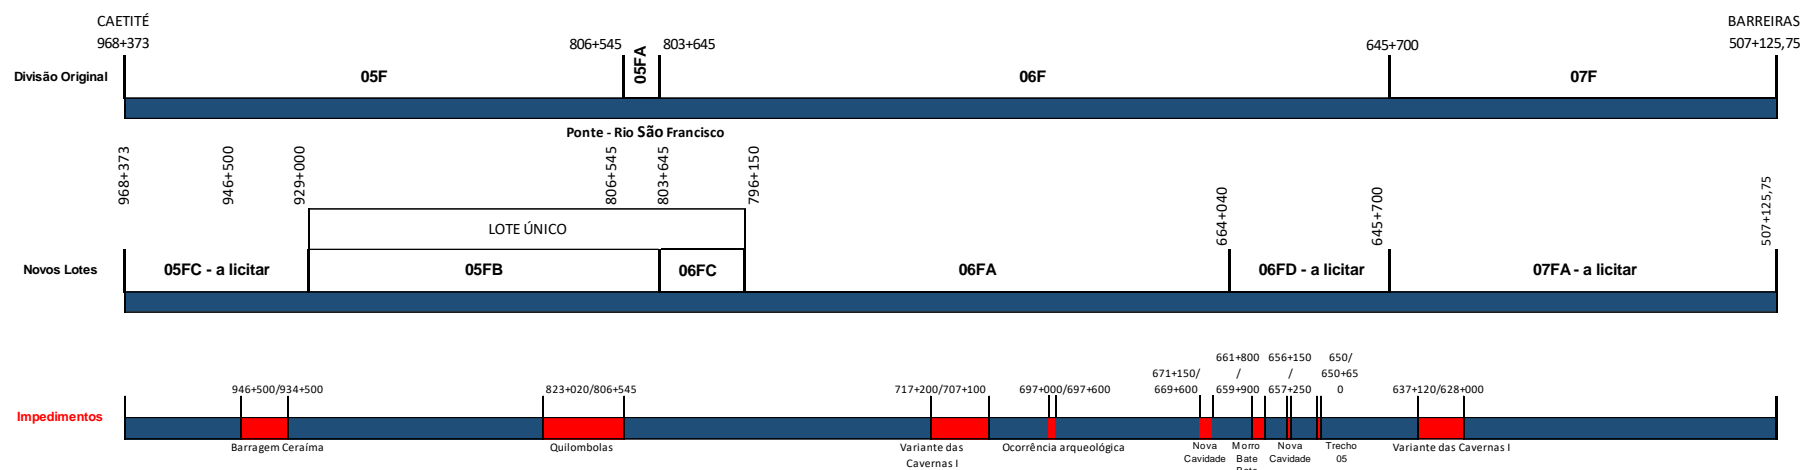 CAETITÉ
BARREIRAS
968+373
806+545
05FA
803+645
645+700
507+125,75
Divisão Original
05F
06F
07F
Ponte - Rio São Francisco
968+373
946+500
929+000
806+545
803+645
796+150
664+040
645+700
507+125,75
LOTE ÚNICO
Novos Lotes
05FC - a licitar
05FB
06FC
06FA
06FD - a licitar
07FA - a licitar
946+500/934+500
823+020/806+545
717+200/707+100
697+000/697+600
671+150/
669+600
661+800
/
659+900
656+150
/
657+250
650/
650+65
0
637+120/628+000
Impedimentos
Barragem Ceraíma
Quilombolas
Variante das
Cavernas I
Ocorrência arqueológica
Nova
Cavidade
Morro
Bate
Nova
Cavidade
Trecho
05
Variante das Cavernas I